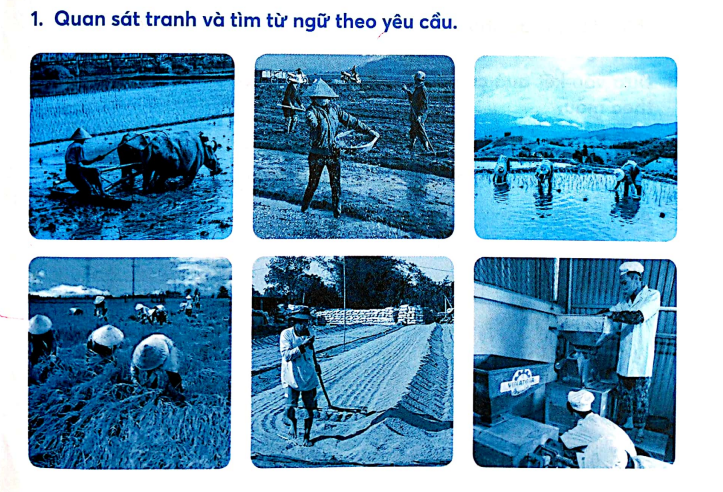 1. Quan sát tranh và tìm từ ngữ theo yêu cầu.